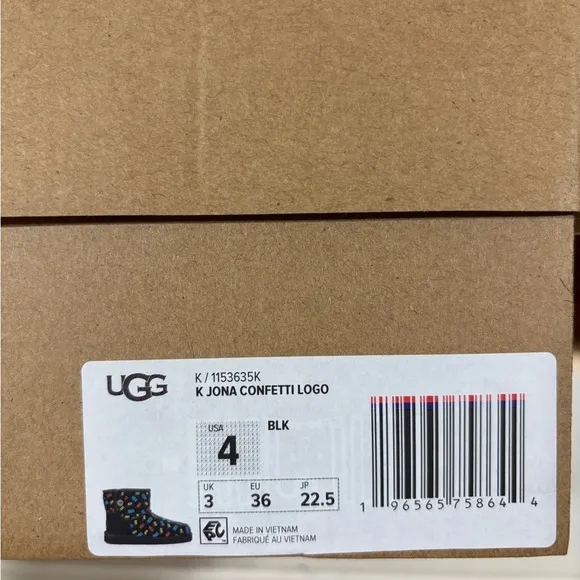 UGG
K / 1153635K
K JONA CONFETTI LOGO
USA
4
BLK
UK EU JP
3 36 22.5
MADE IN VIETNAM
FABRIQUÉ AU VIETNAM
1 96565 75864 4